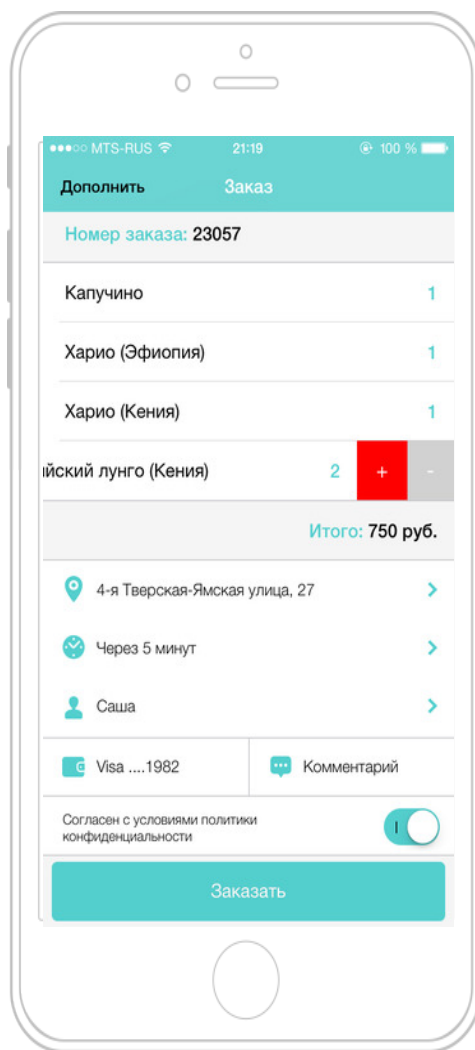 MTS-RUS 21:19 100 %
Дополнить Заказ
Номер заказа: 23057
Капучино 1
Харио (Эфиопия) 1
Харио (Кения) 1
йский лунго (Кения) 2 + -
Итого: 750 руб.
4-я Тверская-Ямская улица, 27
Через 5 минут
Саша
Visa ....1982 Комментарий
Согласен с условиями политики
конфиденциальности
Заказать